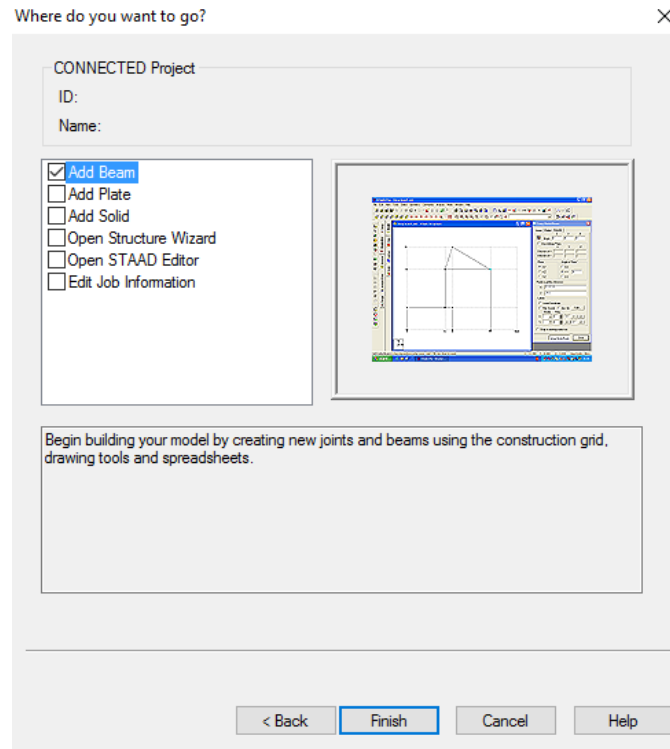 Where do you want to go?
CONNECTED Project
ID:
Name:
Add Beam
Add Plate
Add Solid
Open Structure Wizard
Open STAAD Editor
Edit Job Information
Begin building your model by creating new joints and beams using the construction grid,
drawing tools and spreadsheets.
< Back
Finish
Cancel
Help